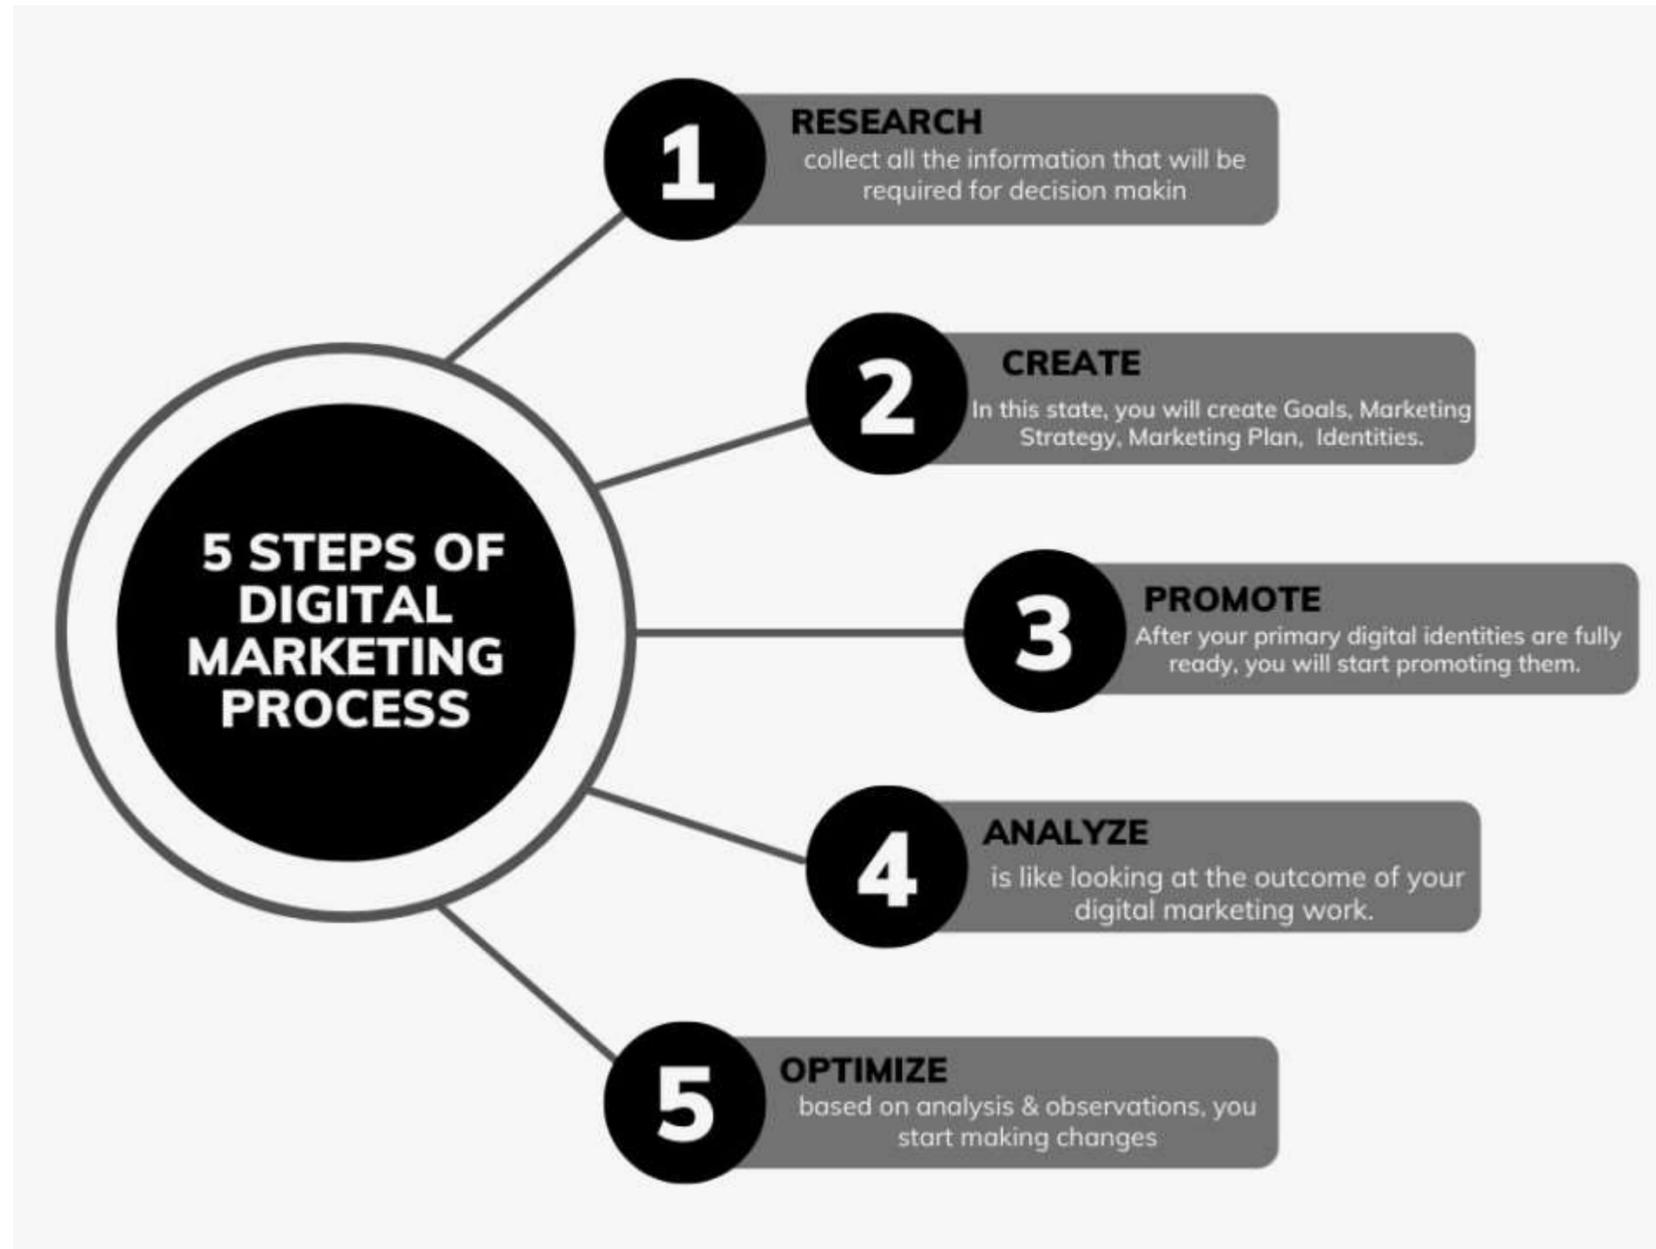 5 STEPS OF
DIGITAL
MARKETING
PROCESS
1
RESEARCH
collect all the information that will be
required for decision makin
2
CREATE
In this state, you will create Goals, Marketing
Strategy, Marketing Plan, Identities.
3
PROMOTE
After your primary digital identities are fully
ready, you will start promoting them.
4
ANALYZE
is like looking at the outcome of your
digital marketing work.
5
OPTIMIZE
based on analysis & observations, you
start making changes